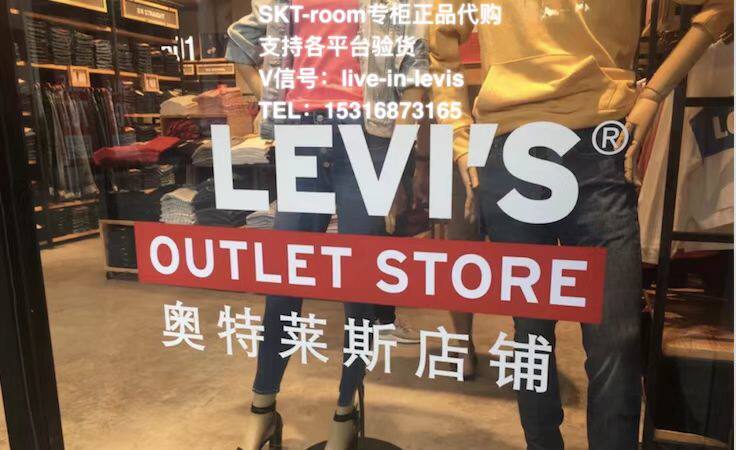 SKT-room专柜正品代购
支持各平台验货
V信号：live-in-levis
TEL：15316873165
LEVI'S®
OUTLET STORE
奥特莱斯店铺